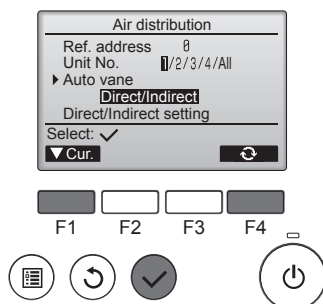 Air distribution
Ref. address 0
Unit No. 1/2/3/4/All
Auto vane
Direct/Indirect
Direct/Indirect setting
Select:
Cur.
F1 F2 F3 F4